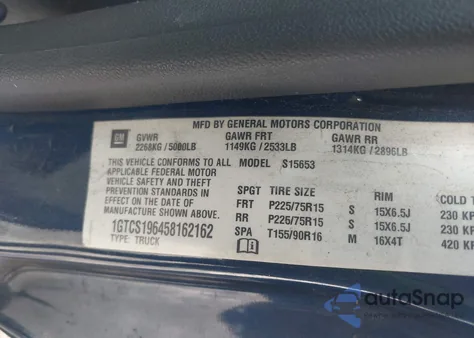 MFD BY GENERAL MOTORS CORPORATION
GM
GVWR GAWR FRT GAWR RR
2268KG / 5000LB 1149KG / 2533LB 1314KG / 2896LB
THIS VEHICLE CONFORMS TO ALL MODEL S15653
APPLICABLE FEDERAL MOTOR
VEHICLE SAFETY AND THEFT SPGT TIRE SIZE RIM COLD
PREVENTION STANDARDS FRT P225/75R15 S 15X6.5J 230
IN EFFECT ON THE DATE OF RR P226/75R15 S 15X6.5J 230
MANUFACTURE SPA T155/90R16 M 16X4T 420
SHOWN ABOVE.
1GTCS196458162162
TYPE: TRUCK
autoSnap